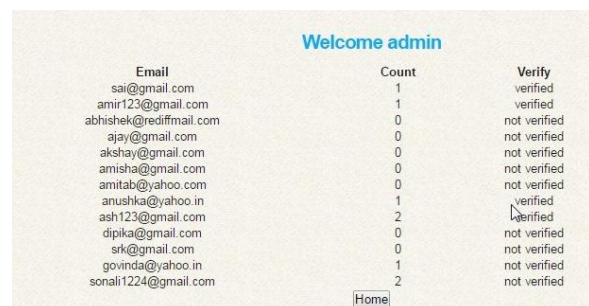 Welcome admin
Email Count Verify
sai@gmail.com 1 verified
amir123@gmail.com 1 verified
abhishek@rediffmail.com 0 not verified
ajay@gmail.com 0 not verified
akshay@gmail.com 0 not verified
amisha@gmail.com 0 not verified
amitab@yahoo.com 0 not verified
anushka@yahoo.in 1 verified
ash123@gmail.com 2 verified
dipika@gmail.com 0 not verified
srk@gmail.com 0 not verified
govinda@yahoo.in 1 not verified
sonali1224@gmail.com 2 not verified
Home